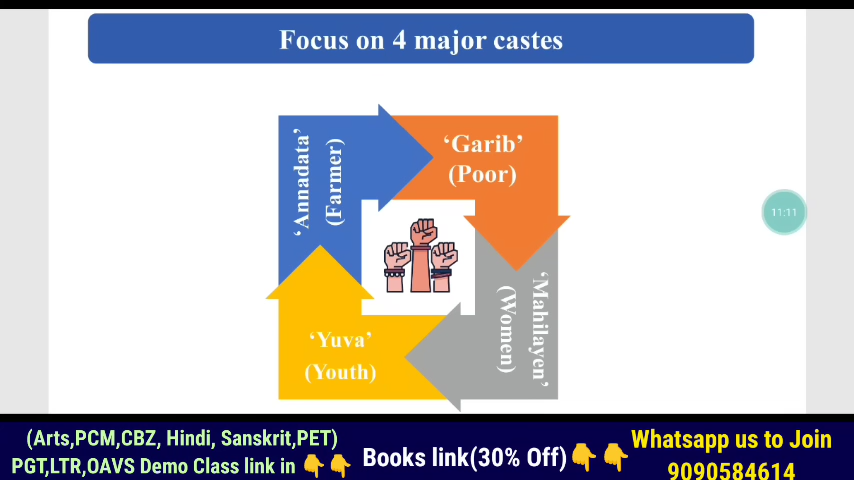 Focus on 4 major castes
‘Annadata’
(Farmer)
‘Garib’
(Poor)
11:11
‘Mahilayen’
(Women)
‘Yuva’
(Youth)
(Arts,PCM,CBZ, Hindi, Sanskrit,PET)
PGT,LTR,OAVS Demo Class link in 👇👇
Books link(30% Off)👇👇
Whatsapp us to Join
9090584614